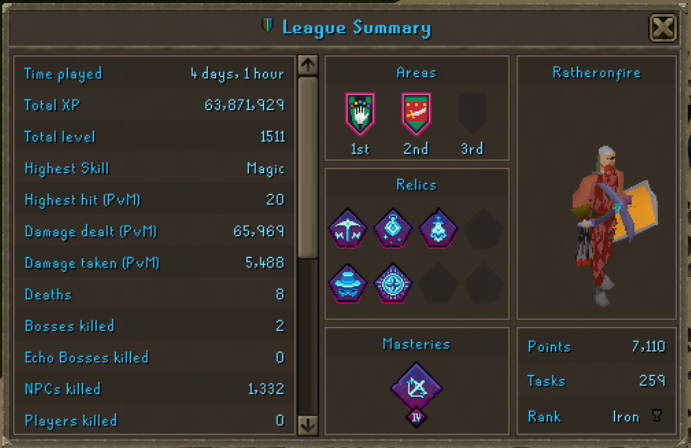 League Summary
Time played 4 days, 1 hour
Total XP 63,871,929
Total level 1511
Highest Skill Magic
Highest hit (PvM) 20
Damage dealt (PvM) 65,969
Damage taken (PvM) 5,488
Deaths 8
Bosses killed 2
Echo Bosses killed 0
NPCs killed 1,332
Players killed 0
Areas
1st 2nd 3rd
Relics
Masteries
IV
Ratheronfire
Points 7,110
Tasks 259
Rank Iron